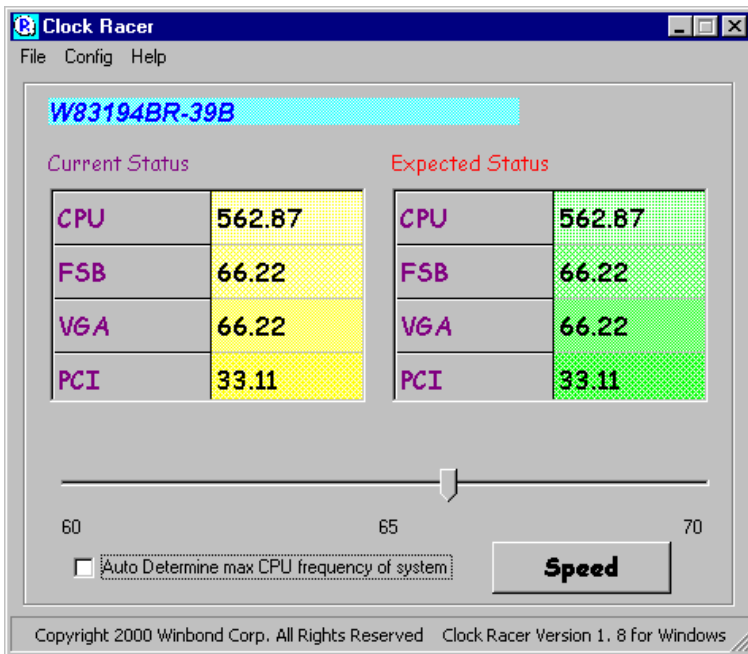 Clock Racer
File Config Help
W83194BR-39B
Current Status Expected Status
CPU 562.87 CPU 562.87
FSB 66.22 FSB 66.22
VGA 66.22 VGA 66.22
PCI 33.11 PCI 33.11
60 65 70
Auto Determine max CPU frequency of system Speed
Copyright 2000 Winbond Corp. All Rights Reserved Clock Racer Version 1. 8 for Windows